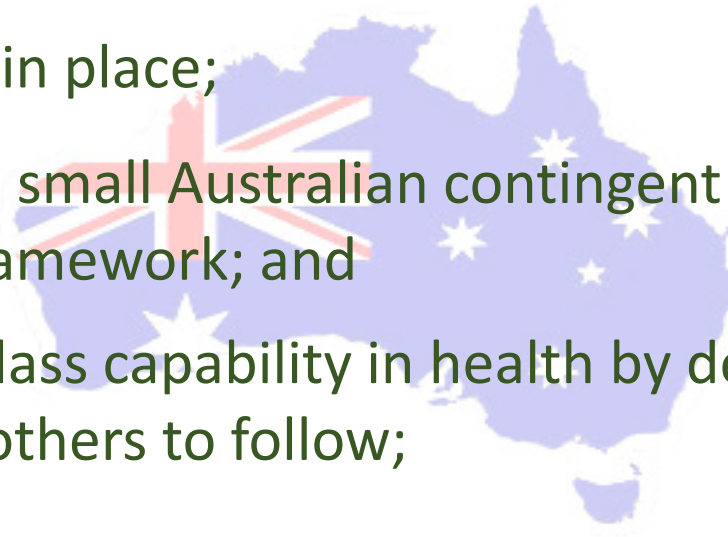 in place;
small Australian contingent
amework; and
lass capability in health by de
others to follow;